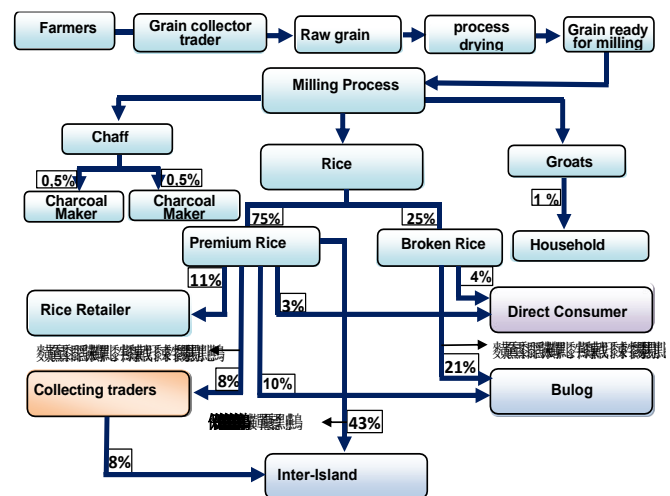 Farmers
Grain collector
trader
Raw grain
process
drying
Grain ready
for milling
Milling Process
Chaff
Rice
Groats
0.5%
0.5%
1 %
Charcoal
Maker
Charcoal
Maker
75%
25%
Household
Premium Rice
Broken Rice
4%
11%
3%
Rice Retailer
Direct Consumer
Collecting traders
8%
10%
21%
Bulog
43%
8%
Inter-Island